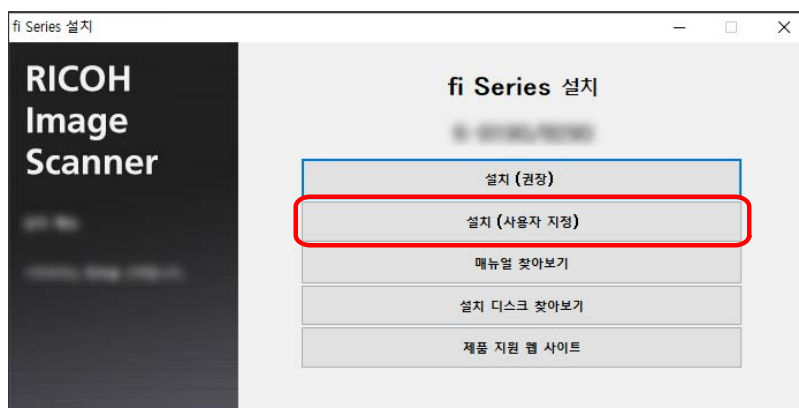 fi Series 설치
RICOH
Image
Scanner
fi Series 설치
설치 (권장)
설치 (사용자 지정)
매뉴얼 찾아보기
설치 디스크 찾아보기
제품 지원 웹 사이트